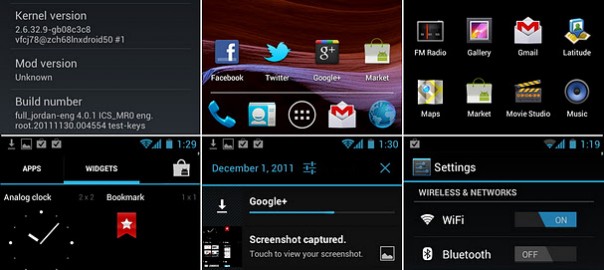 Kernel version
2.6.32.9-gb08c3c8
vfcj78@zch68lnxdroid50 #1
Mod version
Unknown
Build number
full_jordan-eng 4.0.1 ICS_MR0 eng.
root.20111130.004554 test-keys
Facebook
Twitter
Google+
Market
FM Radio
Gallery
Gmail
Latitude
Maps
Market
Movie Studio
Music
1:29
APPS
WIDGETS
Analog clock
2 x 2
Bookmark
1 x 1
1:30
December 1, 2011
Google+
Screenshot captured.
Touch to view your screenshot.
1:19
Settings
WIRELESS & NETWORKS
WiFi
ON
Bluetooth
OFF